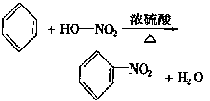 + HO—NO₂ 浓硫酸
△
—NO₂
+ H₂O